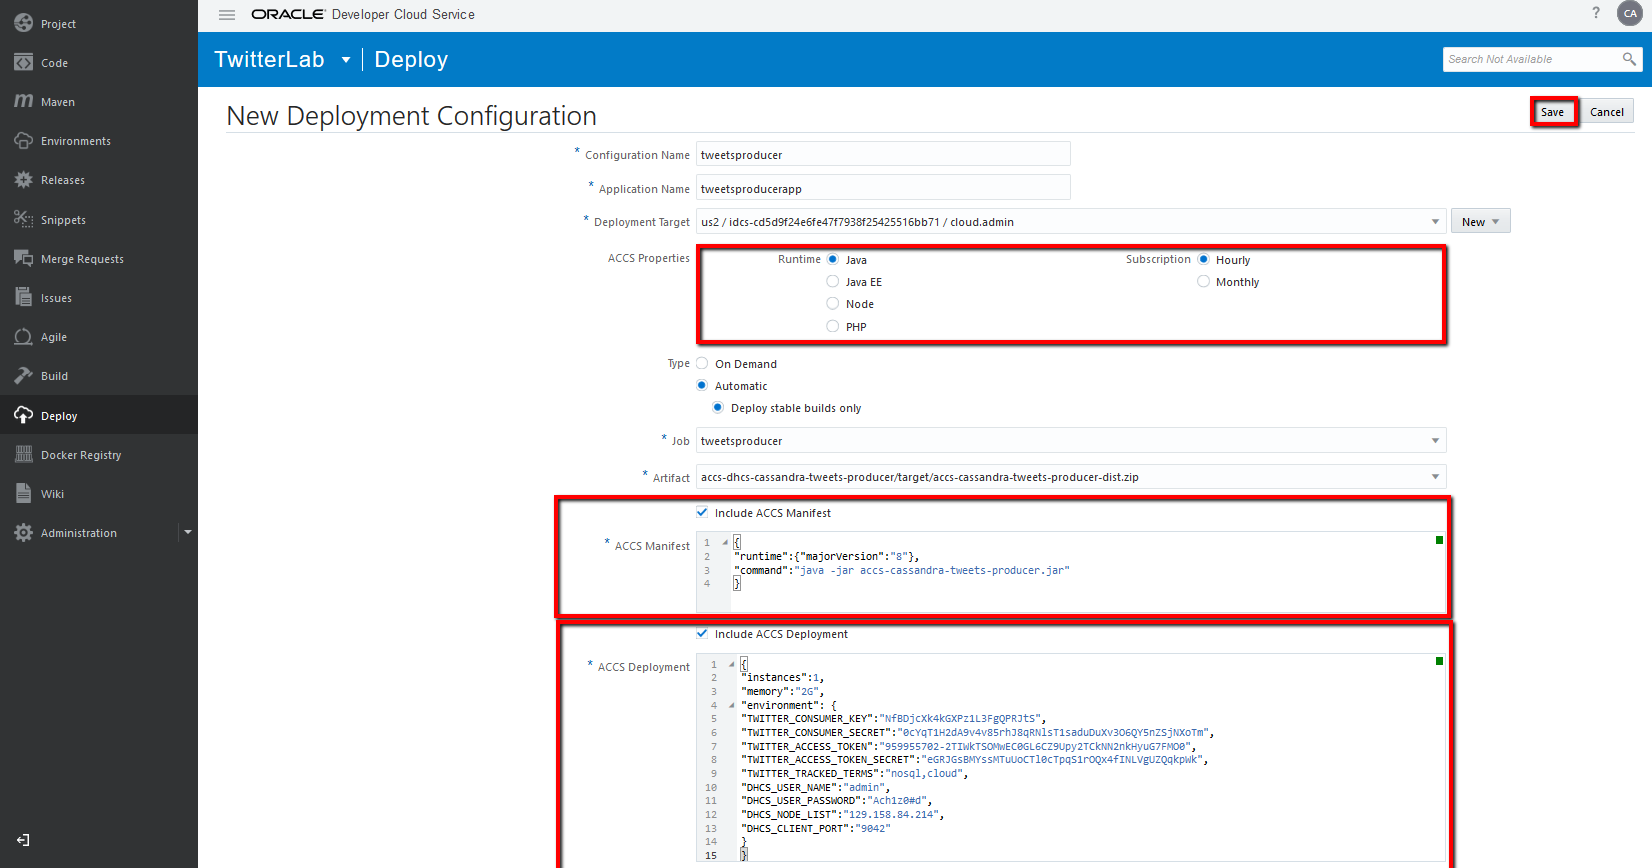 ORACLE® Developer Cloud Service
? CA
TwitterLab Deploy
Search Not Available
Project
Code
Maven
Environments
Releases
Snippets
Merge Requests
Issues
Agile
Build
Deploy
Docker Registry
Wiki
Administration
New Deployment Configuration
Save Cancel
* Configuration Name tweetsproducer
* Application Name tweetsproducerapp
* Deployment Target us2 / idcs-cd5d9f24e6fe47f7938f25425516bb71 / cloud.admin New
ACCS Properties Runtime Java Subscription Hourly
Java EE Monthly
Node
PHP
Type On Demand
Automatic
Deploy stable builds only
* Job tweetsproducer
* Artifact accs-dhcs-cassandra-tweets-producer/target/accs-cassandra-tweets-producer-dist.zip
Include ACCS Manifest
* ACCS Manifest
1 {
2 "runtime":{"majorVersion":"8"},
3 "command":"java -jar accs-cassandra-tweets-producer.jar"
4 }
Include ACCS Deployment
* ACCS Deployment
1 {
2 "instances":1,
3 "memory":"2G",
4 "environment": {
5 "TWITTER_CONSUMER_KEY":"NfBDjcXk4kGXPz1L3FgQPRJtS",
6 "TWITTER_CONSUMER_SECRET":"0cYqT1H2dA9v4v85rhJ8qRNlsT1saduDuXv3O6QY5nZSjNXoTm",
7 "TWITTER_ACCESS_TOKEN":"959955702-2TIWkTSOMwEC0GL6CZ9Upy2TCkNN2nkHyuG7FMO0",
8 "TWITTER_ACCESS_TOKEN_SECRET":"eGRJGsBMYssMTuUoCTl0cTpqS1rOQx4fINLVgUZQqkpWk",
9 "TWITTER_TRACKED_TERMS":"nosql,cloud",
10 "DHCS_USER_NAME":"admin",
11 "DHCS_USER_PASSWORD":"Ach1z0#d",
12 "DHCS_NODE_LIST":"129.158.84.214",
13 "DHCS_CLIENT_PORT":"9042"
14 }
15 }